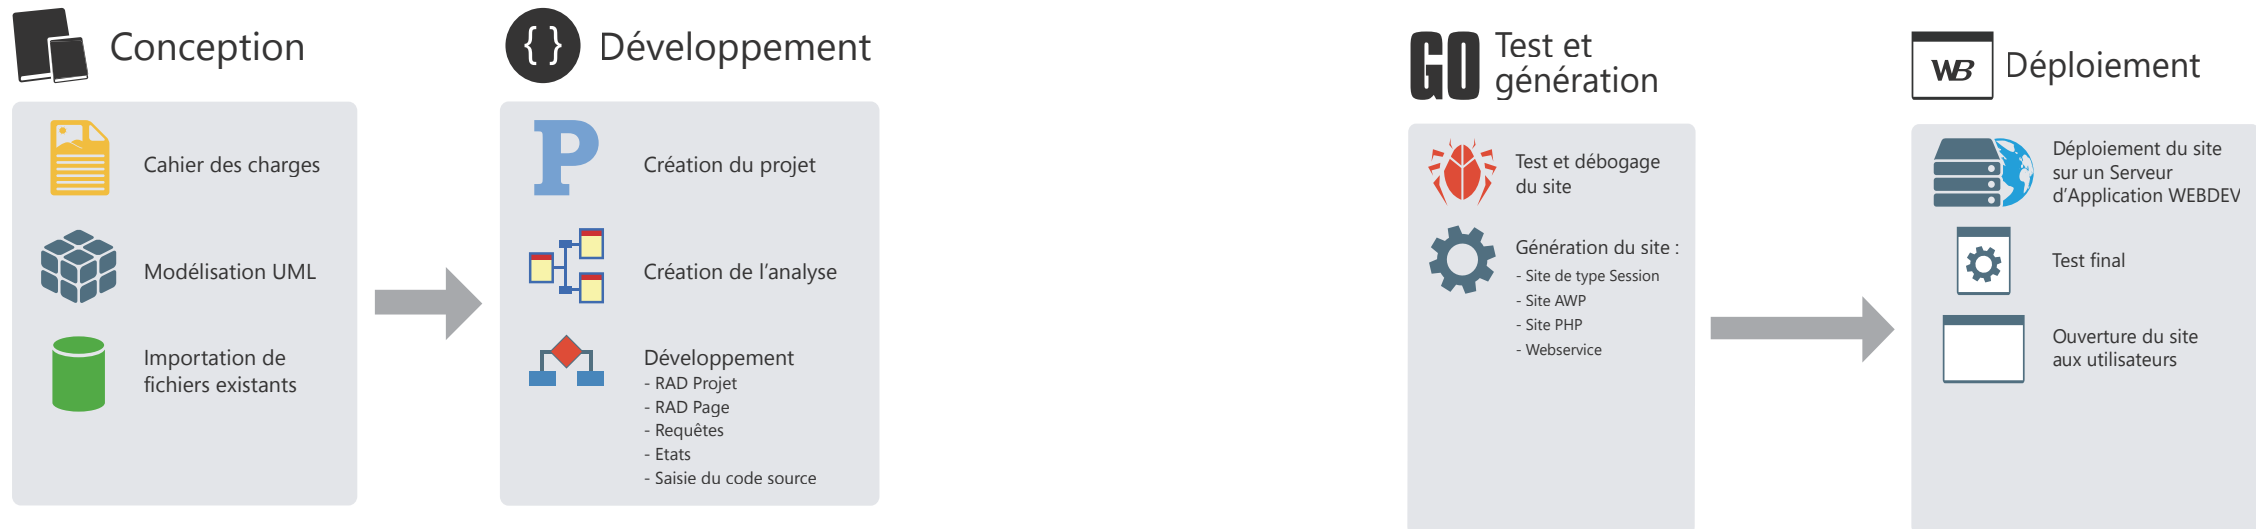 Conception
Cahier des charges
Modélisation UML
Importation de
fichiers existants
{ } Développement
P
Création du projet
Création de l'analyse
Développement
- RAD Projet
- RAD Page
- Requêtes
- Etats
- Saisie du code source
GO Test et
génération
Test et débogage
du site
Génération du site :
- Site de type Session
- Site AWP
- Site PHP
- Webservice
WB Déploiement
Déploiement du site
sur un Serveur
d'Application WEBDEV
Test final
Ouverture du site
aux utilisateurs